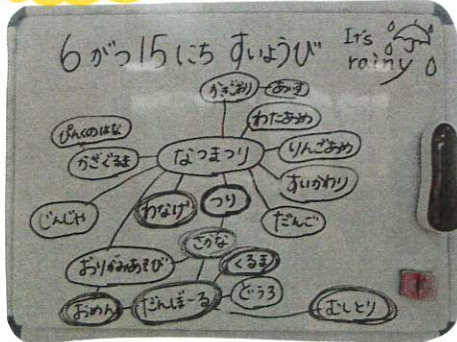 6がつ15にち すいようび
It's rainy
かきごおり
みず
わたあめ
ぴんくのはな
かざぐるま
なつまつり
りんごあめ
すいかわり
じんじゃ
わなげ
つり
だんご
さかな
おりがみあそび
くるま
どうろ
おめん
だんぼーる
むしとり